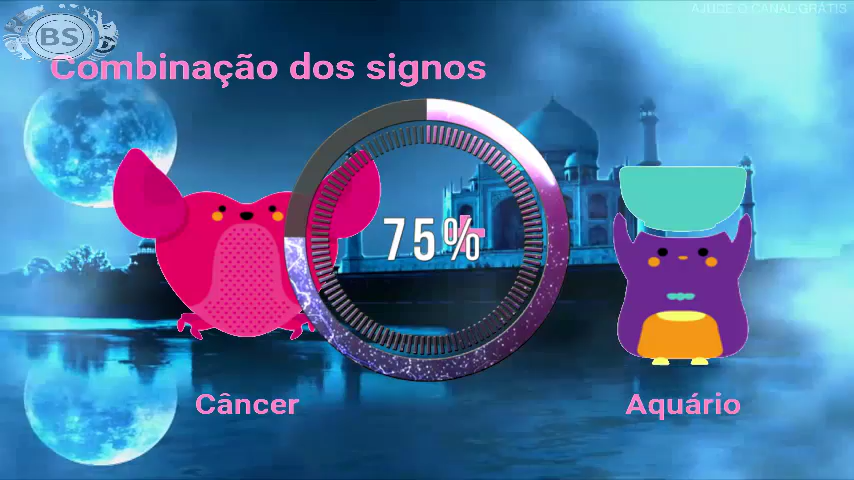 AJUDE O CANAL GRÁTIS
BS
Combinação dos signos
75%
+
Câncer
Aquário